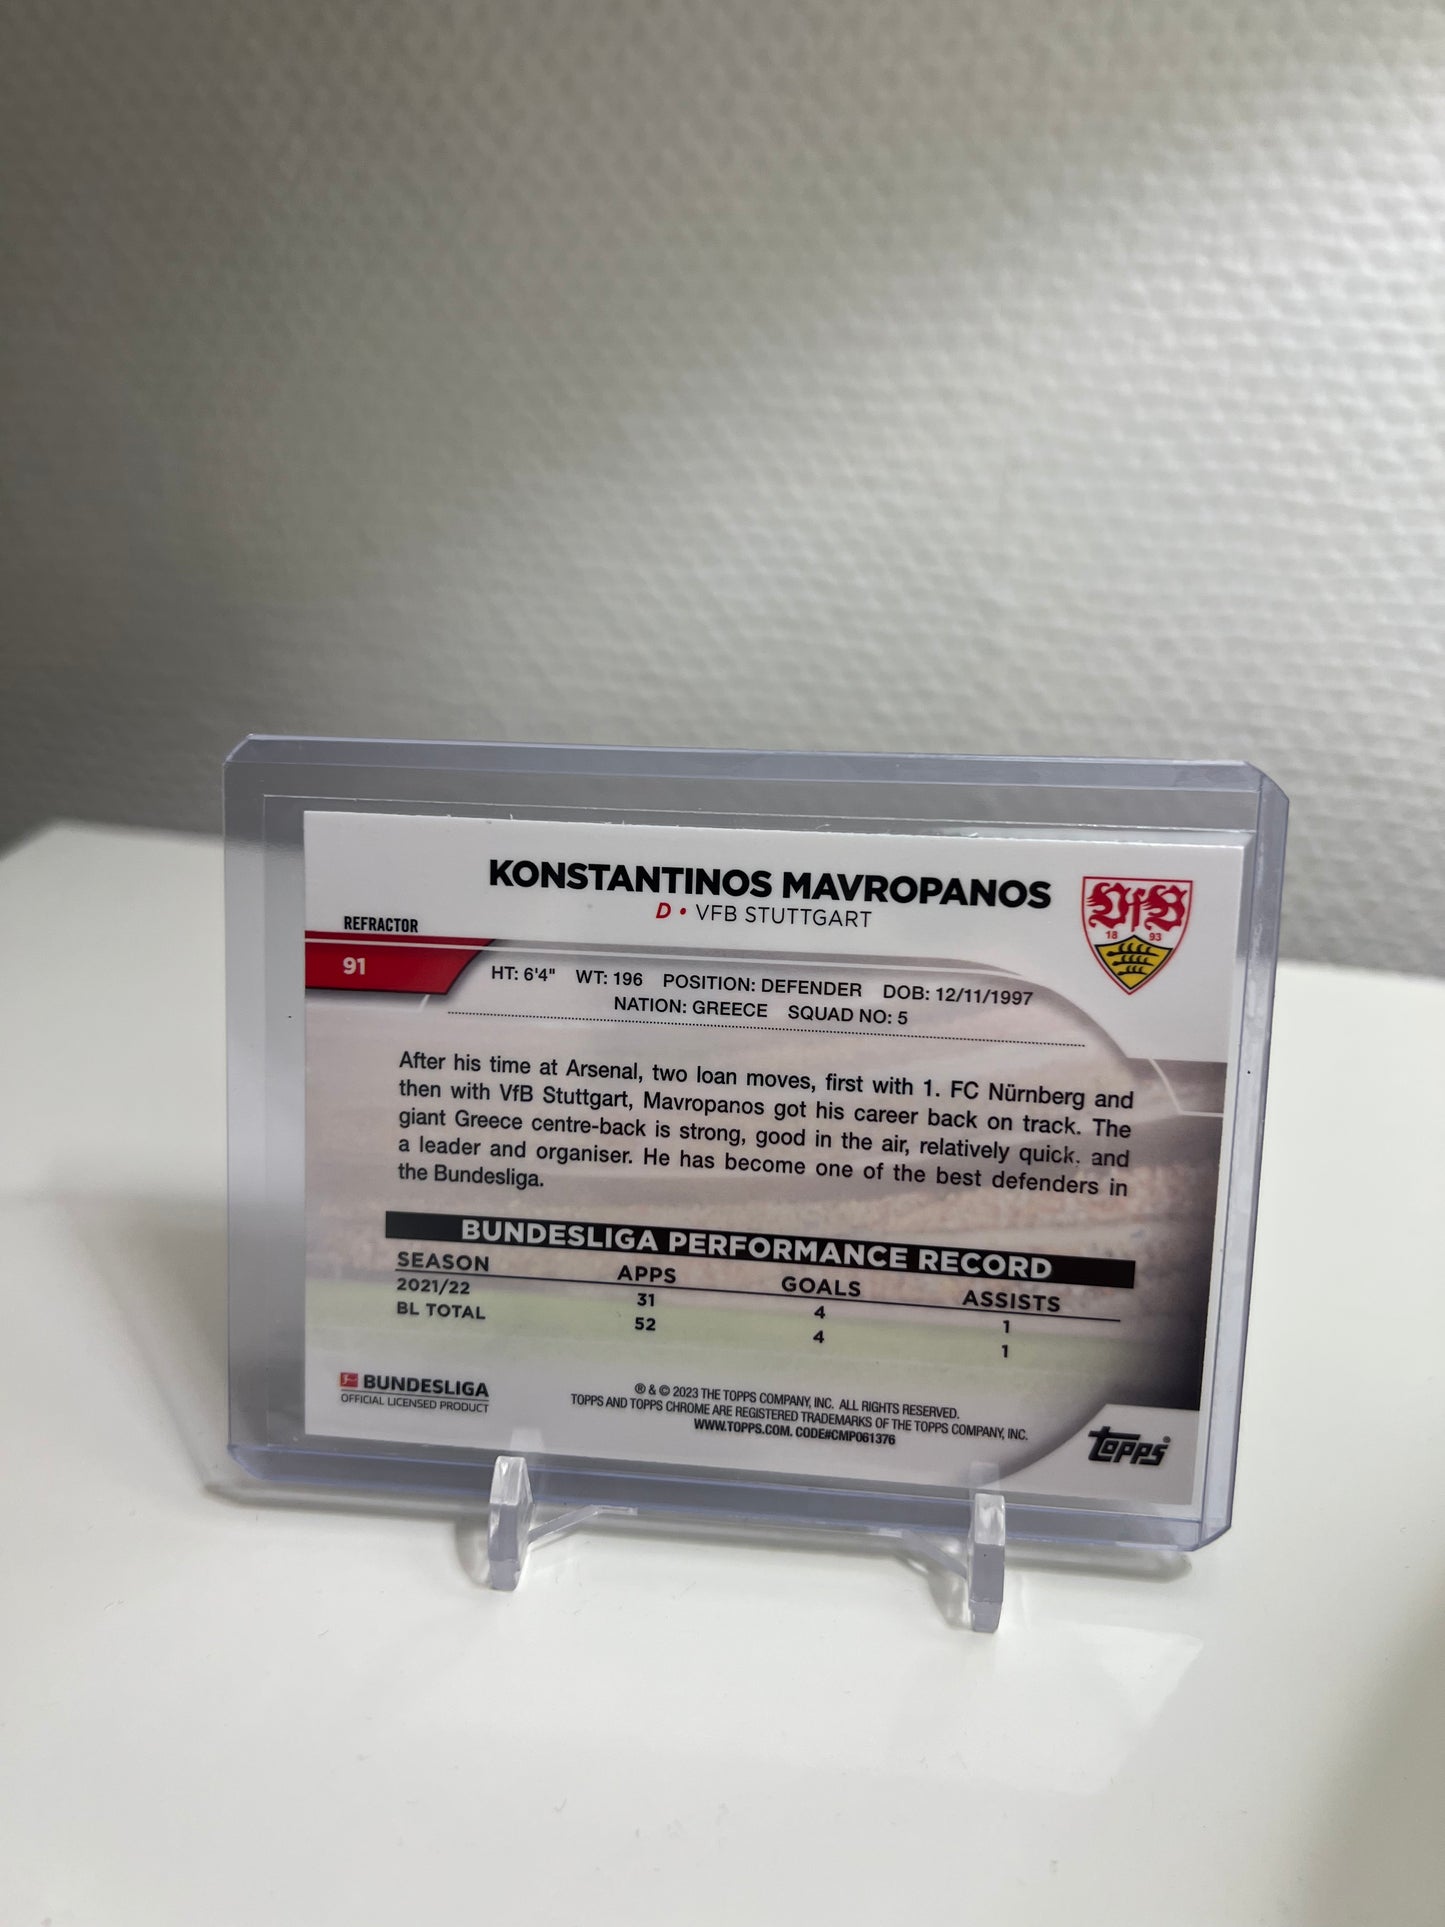 KONSTANTINOS MAVROPANOS
D • VFB STUTTGART
VfB
18 93
REFRACTOR
91
HT: 6'4" WT: 196 POSITION: DEFENDER DOB: 12/11/1997
NATION: GREECE SQUAD NO: 5
After his time at Arsenal, two loan moves, first with 1. FC Nürnberg and
then with VfB Stuttgart, Mavropanos got his career back on track. The
giant Greece centre-back is strong, good in the air, relatively quick, and
a leader and organiser. He has become one of the best defenders in
the Bundesliga.
BUNDESLIGA PERFORMANCE RECORD
SEASON APPS GOALS ASSISTS
2021/22 31 4 1
BL TOTAL 52 4 1
BUNDESLIGA
OFFICIAL LICENSED PRODUCT
® & © 2023 THE TOPPS COMPANY, INC. ALL RIGHTS RESERVED.
TOPPS AND TOPPS CHROME ARE REGISTERED TRADEMARKS OF THE TOPPS COMPANY, INC.
WWW.TOPPS.COM. CODE#CMP061376
topps®